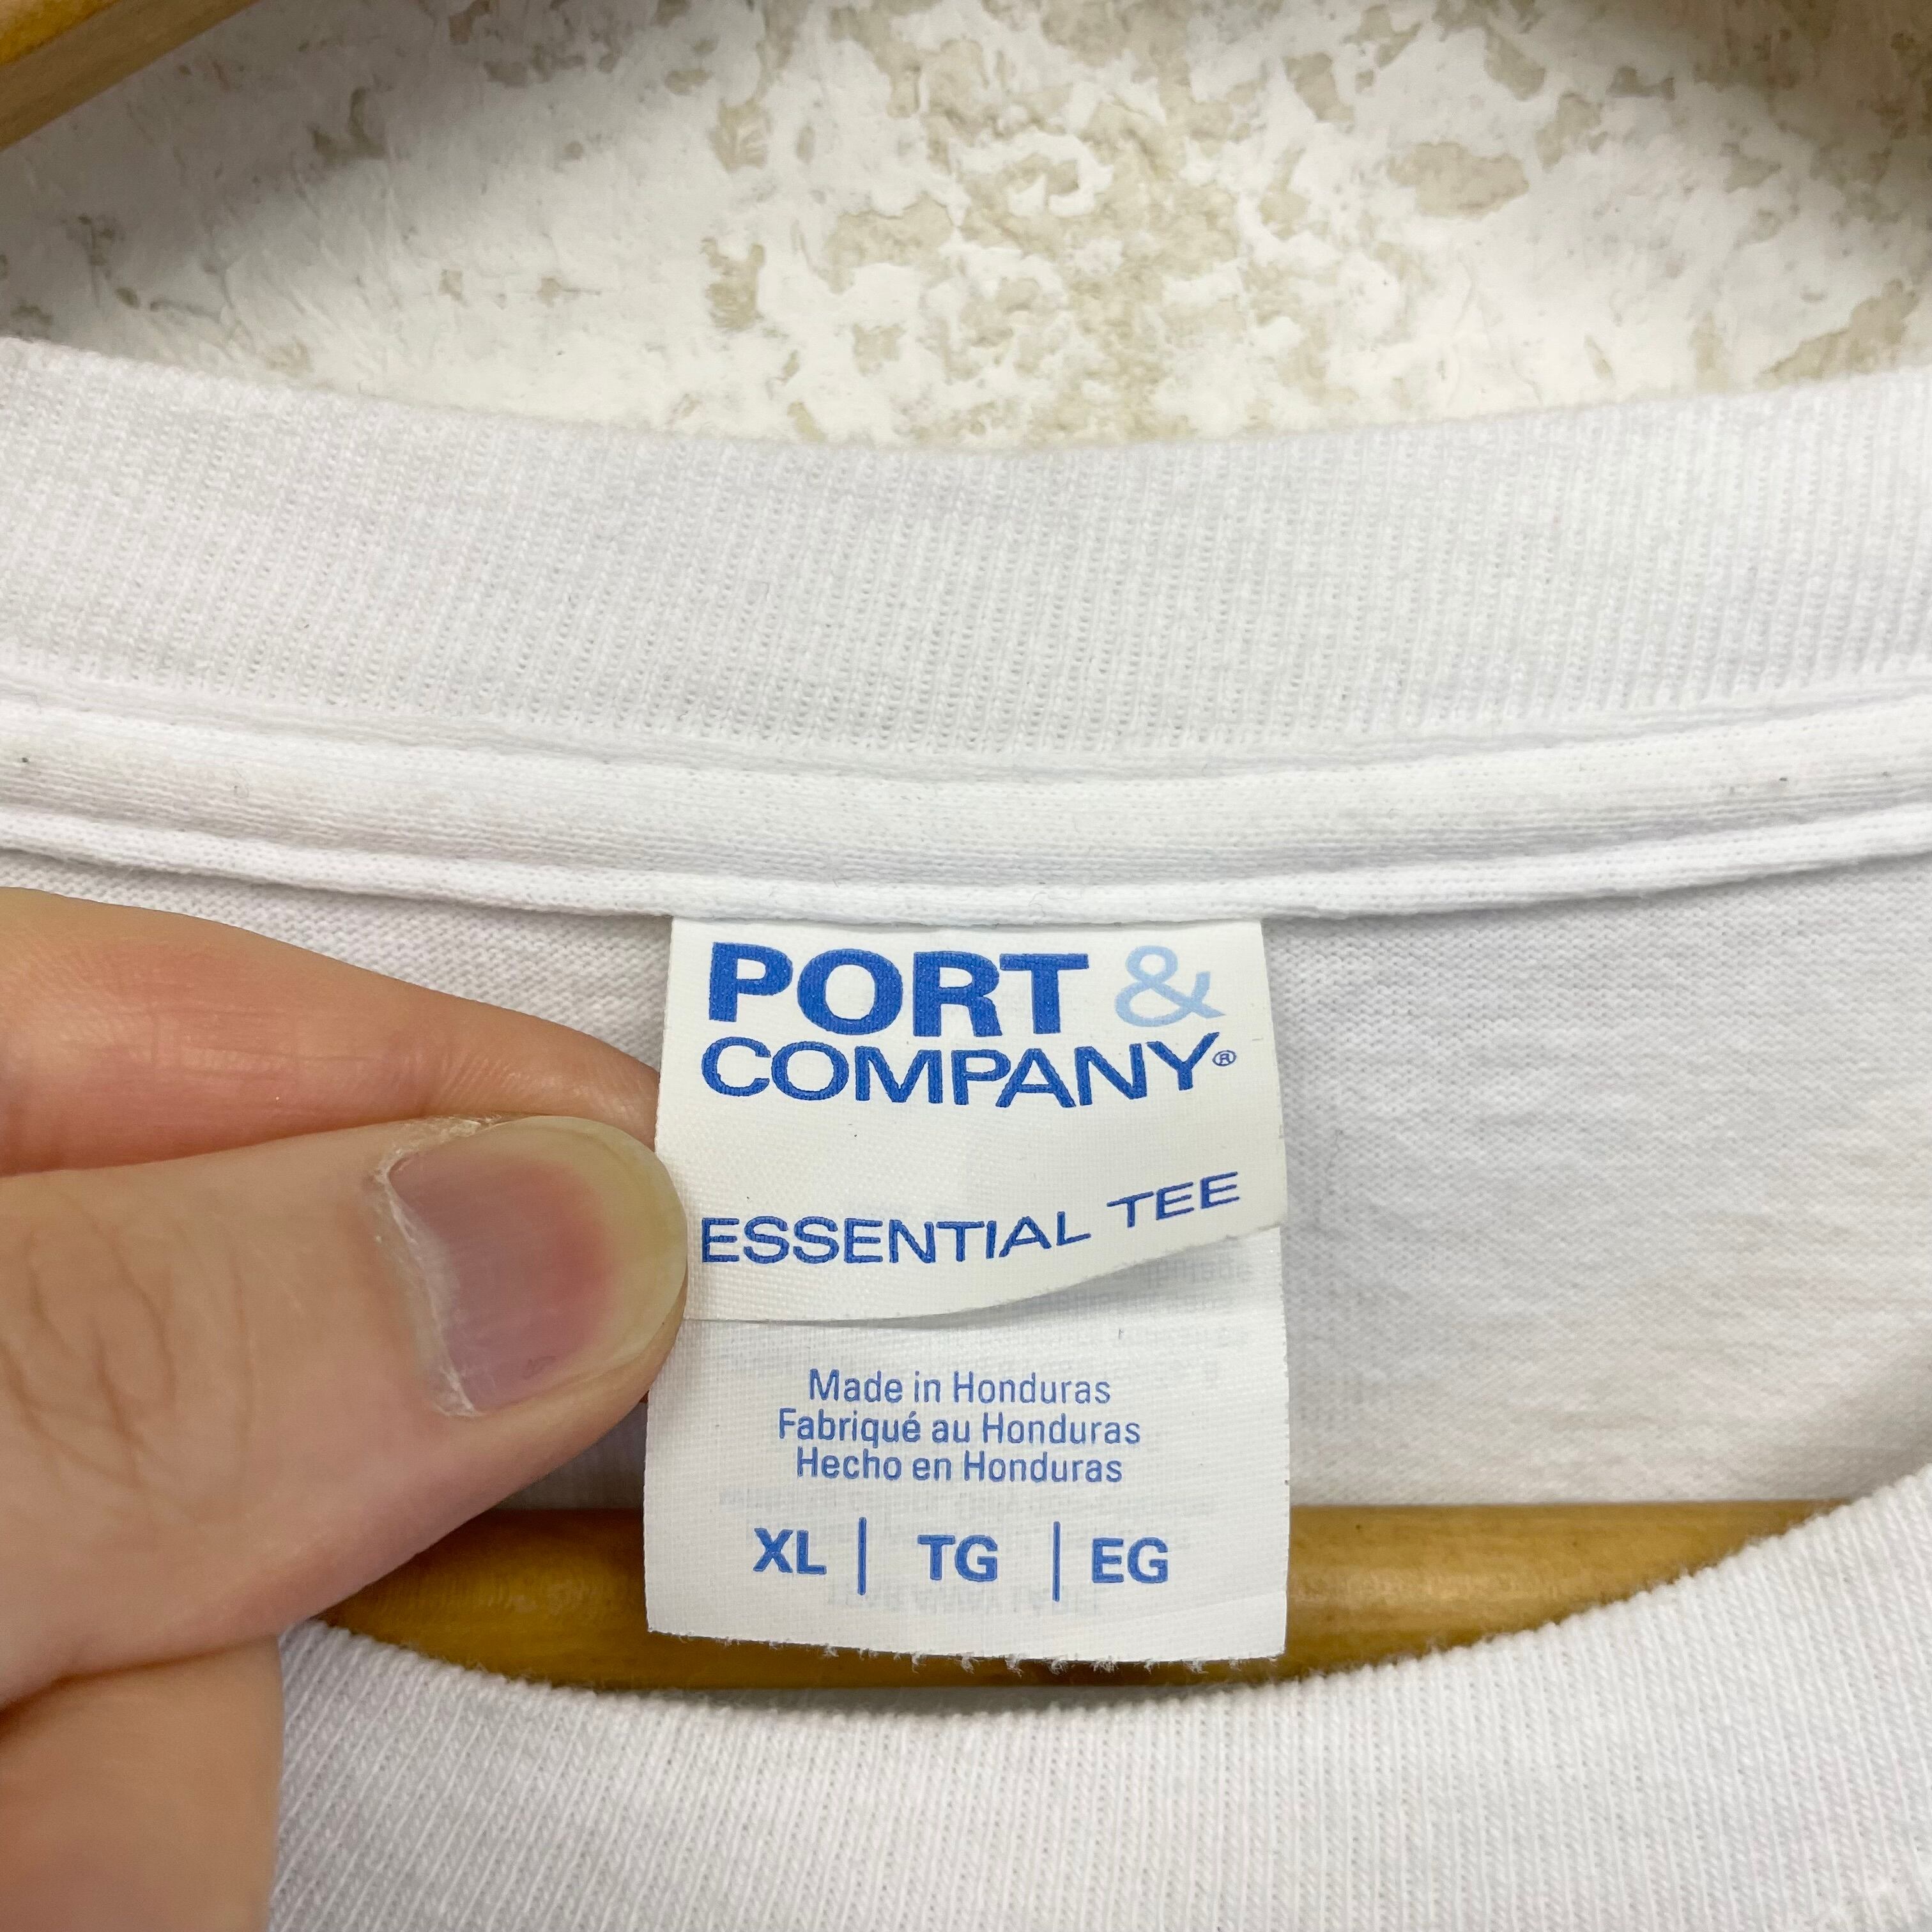 PORT &
COMPANY®
ESSENTIAL TEE
Made in Honduras
Fabriqué au Honduras
Hecho en Honduras
XL | TG | EG